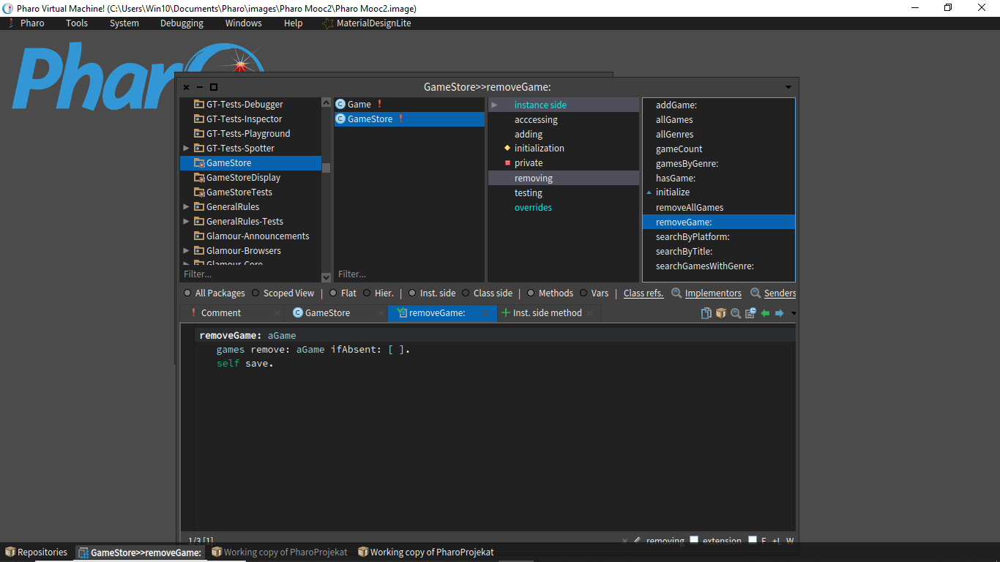 Pharo Virtual Machine! (C:\Users\Win10\Documents\Pharo\images\Pharo Mooc2\Pharo Mooc2.image)
Pharo Tools System Debugging Windows Help MaterialDesignLite
Pharo
GameStore>>removeGame:
GT-Tests-Debugger
GT-Tests-Inspector
GT-Tests-Playground
GT-Tests-Spotter
GameStore
GameStoreDisplay
GameStoreTests
GeneralRules
GeneralRules-Tests
Glamour-Announcements
Glamour-Browsers
Glamour-Core
Filter...
Game
GameStore
Filter...
instance side
acccessing
adding
initialization
private
removing
testing
overrides
addGame:
allGames
allGenres
gameCount
gamesByGenre:
hasGame:
initialize
removeAllGames
removeGame:
searchByPlatform:
searchByTitle:
searchGamesWithGenre:
All Packages Scoped View | Flat Hier. | Inst. side Class side | Methods Vars | Class refs. Implementors Senders
Comment GameStore removeGame: Inst. side method
removeGame: aGame
games remove: aGame ifAbsent: [ ].
self save.
1/3 [1] removing extension F +L W
Repositories GameStore>>removeGame: Working copy of PharoProjekat Working copy of PharoProjekat